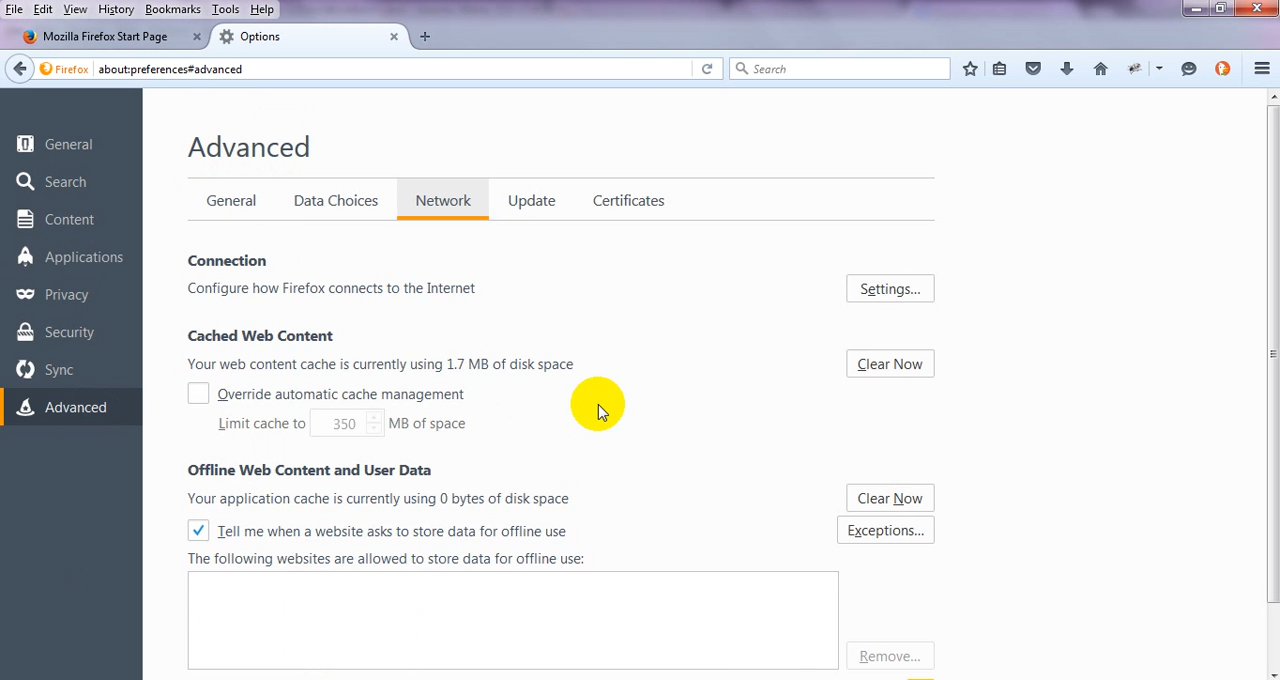 File Edit View History Bookmarks Tools Help
Mozilla Firefox Start Page
Options
Firefox about:preferences#advanced
Search
General
Search
Content
Applications
Privacy
Security
Sync
Advanced
Advanced
General Data Choices Network Update Certificates
Connection
Configure how Firefox connects to the Internet Settings...
Cached Web Content
Your web content cache is currently using 1.7 MB of disk space Clear Now
Override automatic cache management
Limit cache to 350 MB of space
Offline Web Content and User Data
Your application cache is currently using 0 bytes of disk space Clear Now
Tell me when a website asks to store data for offline use Exceptions...
The following websites are allowed to store data for offline use:
Remove...